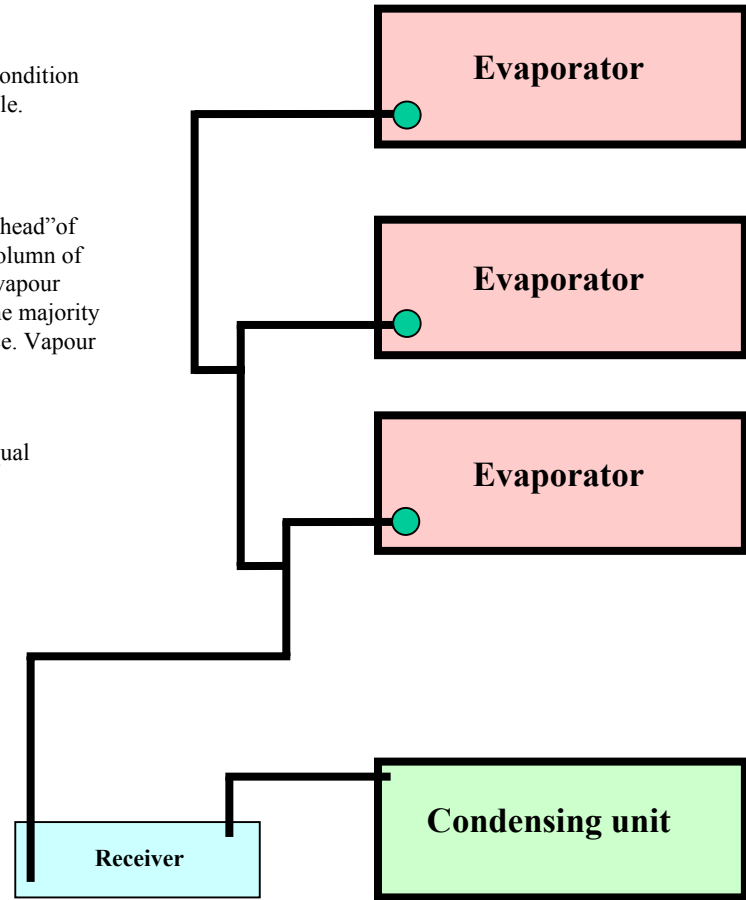 ondition
le.
head”of
olumn of
vapour
e majority
e. Vapour
ual
Evaporator
Evaporator
Evaporator
Condensing unit
Receiver